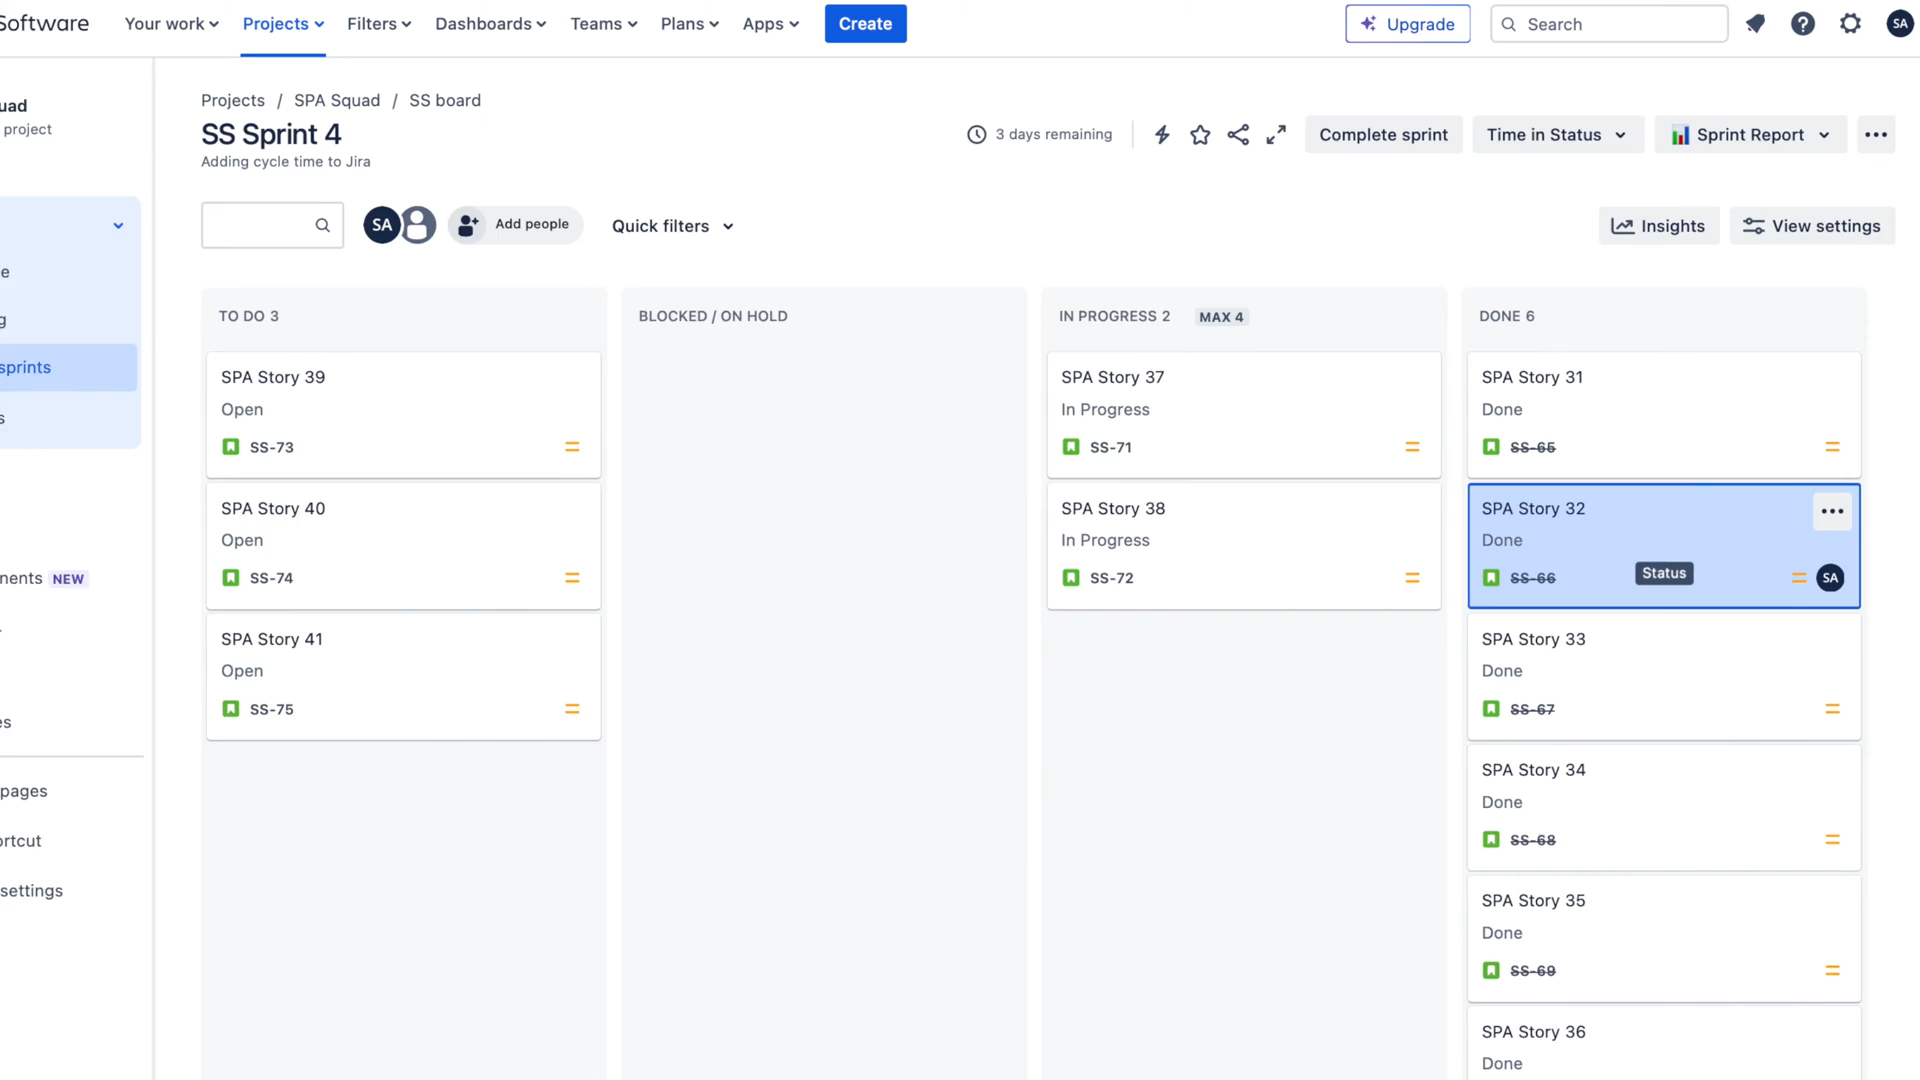 Software
Your work
Projects
Filters
Dashboards
Teams
Plans
Apps
Create
Upgrade
Search
SA
uad
project
e
g
sprints
s
nents NEW
es
pages
ortcut
settings
Projects / SPA Squad / SS board
SS Sprint 4
Adding cycle time to Jira
3 days remaining
Complete sprint
Time in Status
Sprint Report
SA
Add people
Quick filters
Insights
View settings
TO DO 3
SPA Story 39
Open
SS-73
SPA Story 40
Open
SS-74
SPA Story 41
Open
SS-75
BLOCKED / ON HOLD
IN PROGRESS 2 MAX 4
SPA Story 37
In Progress
SS-71
SPA Story 38
In Progress
SS-72
DONE 6
SPA Story 31
Done
SS-65
SPA Story 32
Done
SS-66
Status
SA
SPA Story 33
Done
SS-67
SPA Story 34
Done
SS-68
SPA Story 35
Done
SS-69
SPA Story 36
Done